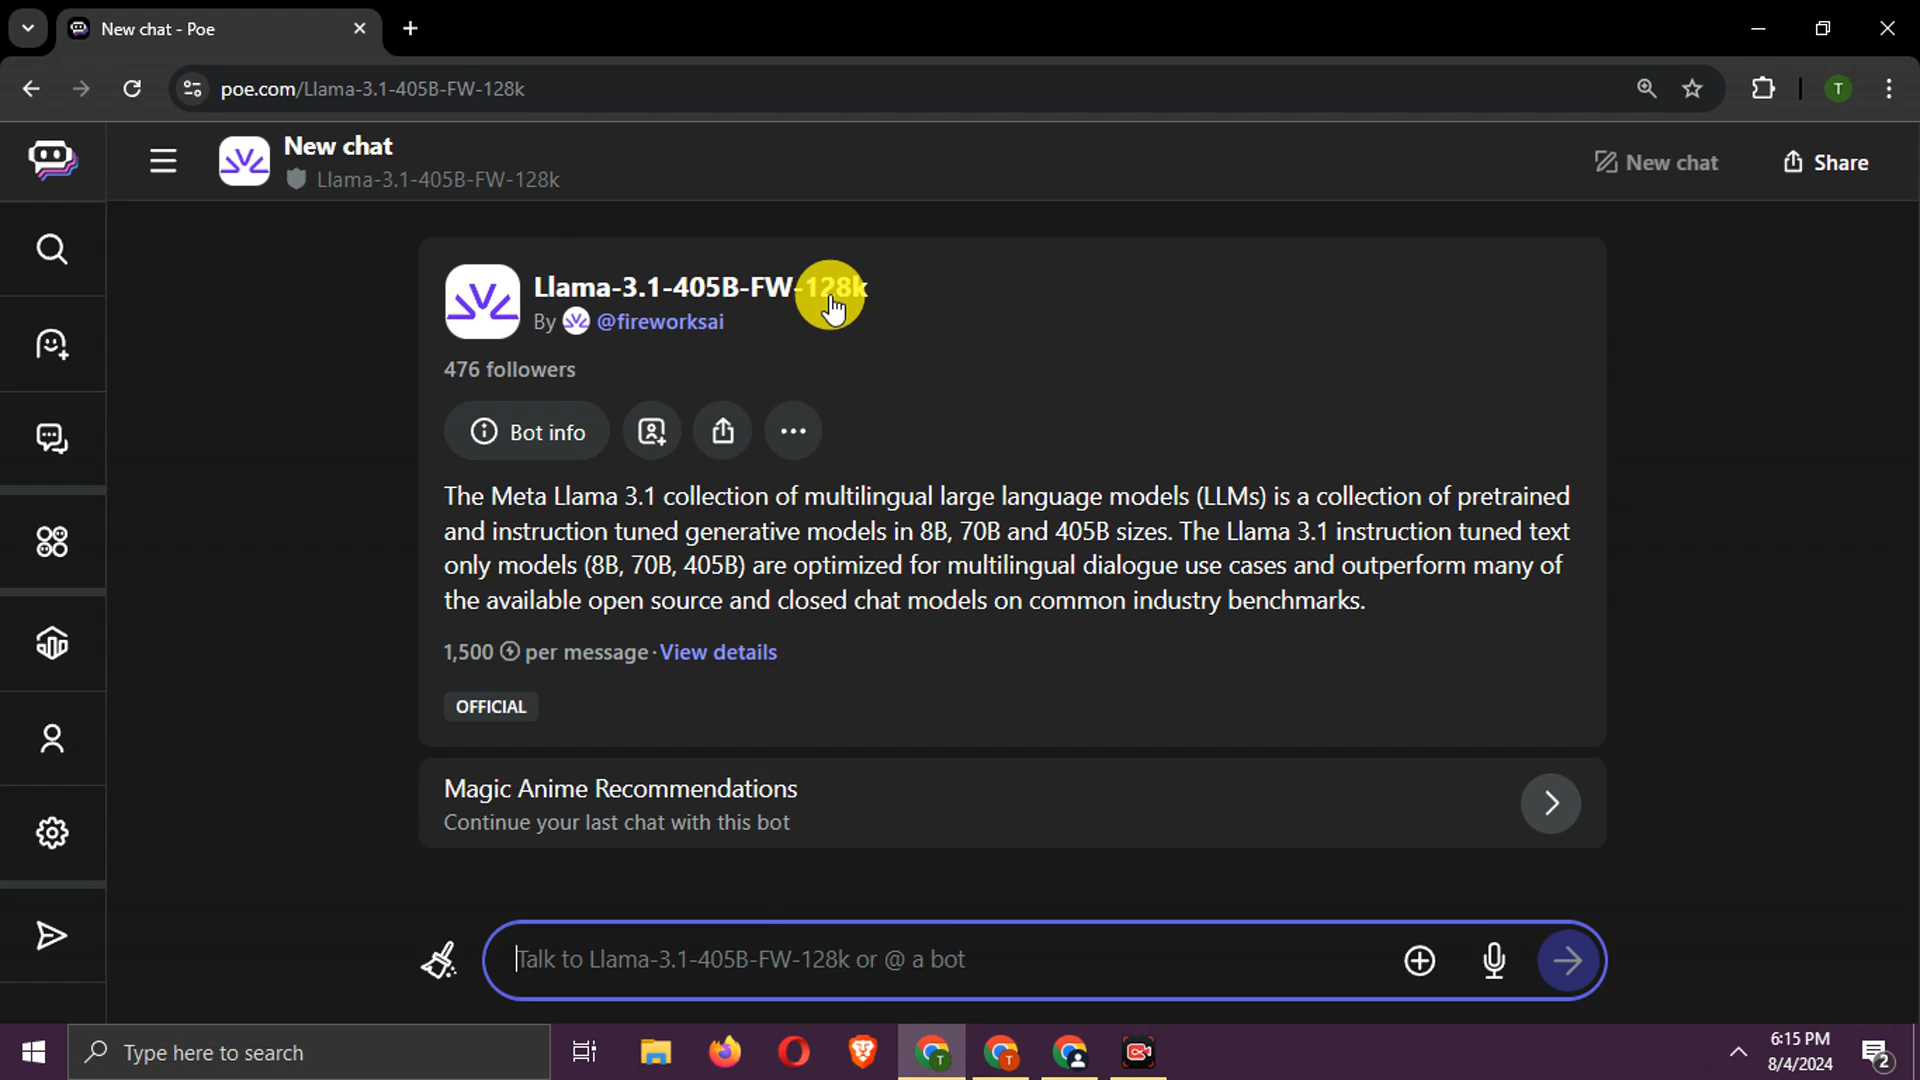 New chat - Poe
poe.com/Llama-3.1-405B-FW-128k
T
New chat
Llama-3.1-405B-FW-128k
New chat
Share
Llama-3.1-405B-FW-128k
By @fireworksai
476 followers
Bot info
The Meta Llama 3.1 collection of multilingual large language models (LLMs) is a collection of pretrained
and instruction tuned generative models in 8B, 70B and 405B sizes. The Llama 3.1 instruction tuned text
only models (8B, 70B, 405B) are optimized for multilingual dialogue use cases and outperform many of
the available open source and closed chat models on common industry benchmarks.
1,500 per message · View details
OFFICIAL
Magic Anime Recommendations
Continue your last chat with this bot
Talk to Llama-3.1-405B-FW-128k or @ a bot
Type here to search
T
T
6:15 PM
8/4/2024
2